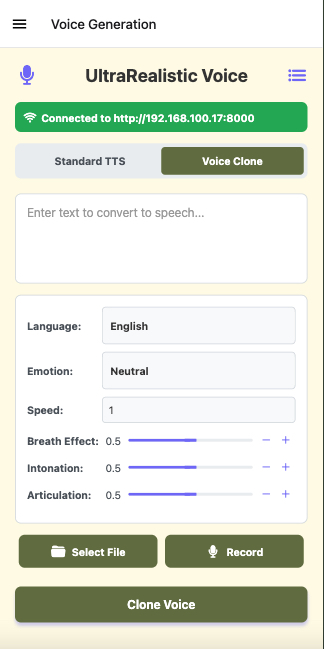 Voice Generation
UltraRealistic Voice
Connected to http://192.168.100.17:8000
Standard TTS
Voice Clone
Enter text to convert to speech...
Language: English
Emotion: Neutral
Speed: 1
Breath Effect: 0.5 − +
Intonation: 0.5 − +
Articulation: 0.5 − +
Select File
Record
Clone Voice